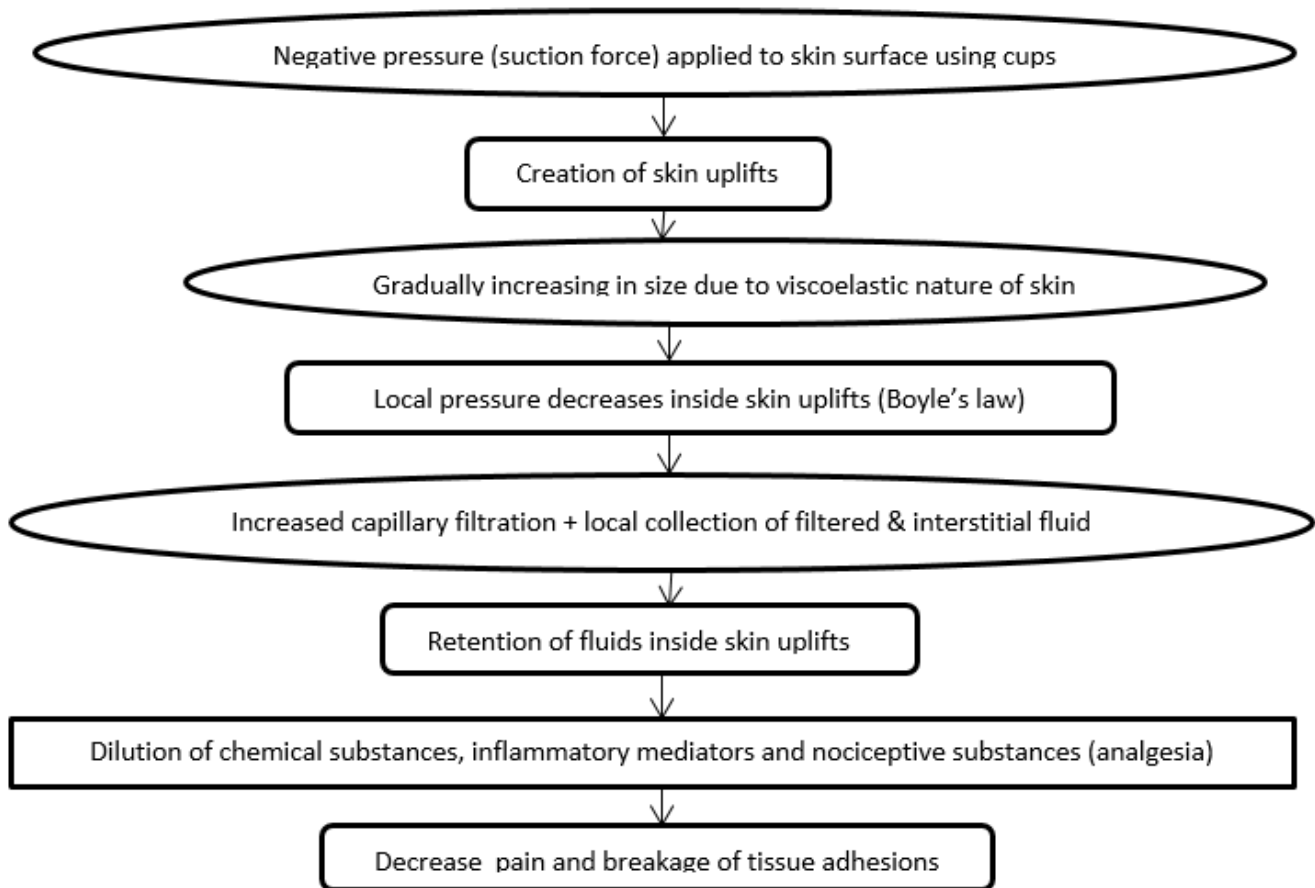 Negative pressure (suction force) applied to skin surface using cups
Creation of skin uplifts
Gradually increasing in size due to viscoelastic nature of skin
Local pressure decreases inside skin uplifts (Boyle’s law)
Increased capillary filtration + local collection of filtered & interstitial fluid
Retention of fluids inside skin uplifts
Dilution of chemical substances, inflammatory mediators and nociceptive substances (analgesia)
Decrease pain and breakage of tissue adhesions